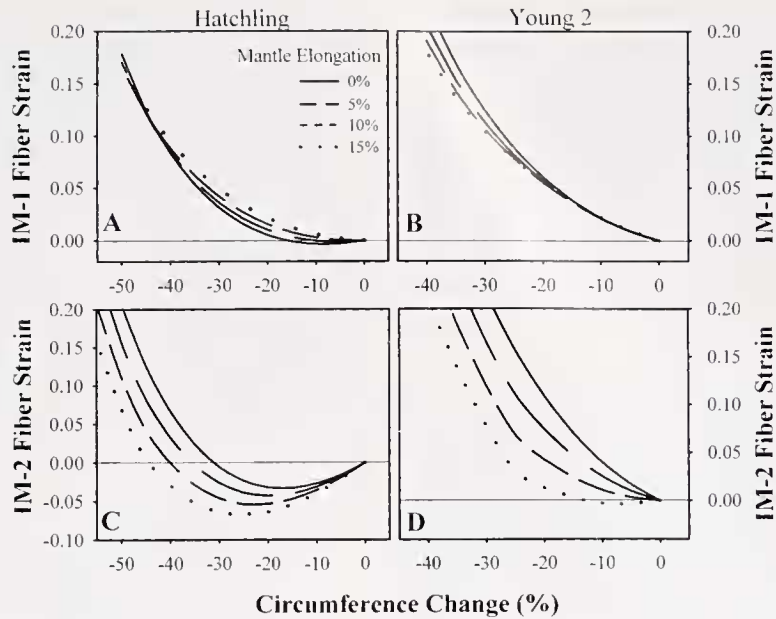 Hatchling
Young 2
IM-1 Fiber Strain
0.20
0.15
0.10
0.05
0.00
Mantle Elongation
0%
5%
10%
15%
A
-50 -40 -30 -20 -10 0
B
-40 -30 -20 -10 0
0.20
0.15
0.10
0.05
0.00
IM-1 Fiber Strain
IM-2 Fiber Strain
0.20
0.15
0.10
0.05
0.00
-0.05
-0.10
C
-50 -40 -30 -20 -10 0
D
-40 -30 -20 -10 0
0.20
0.15
0.10
0.05
0.00
IM-2 Fiber Strain
Circumference Change (%)